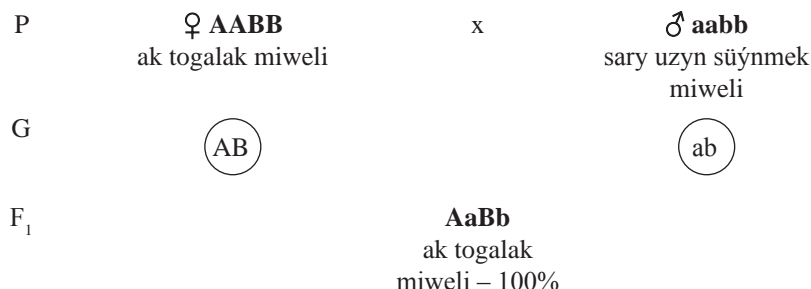 P ♀ AABB x ♂ aabb
ak togalak miweli sary uzyn süýnmek
miweli
G AB ab
F₁ AaBb
ak togalak
miweli – 100%